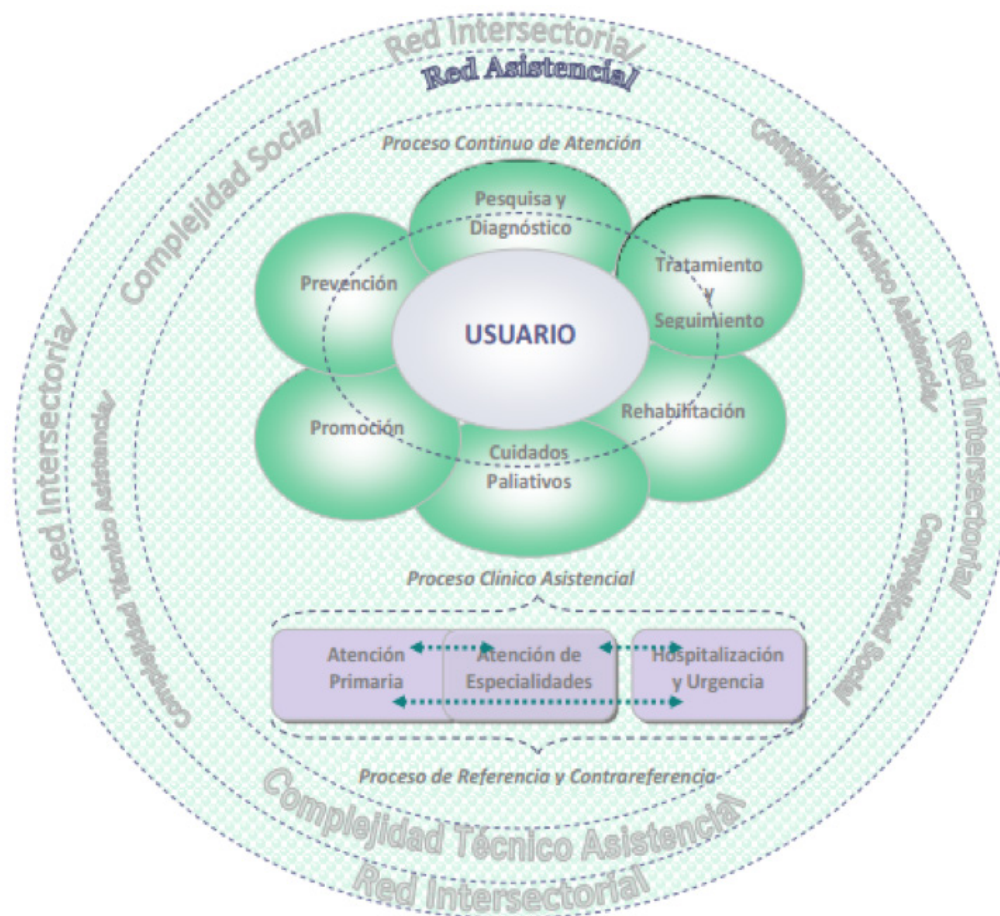 Red Intersectorial
Red Asistencial
Complejidad Social
Complejidad Técnico Asistencial
Proceso Continuo de Atención
Pesquisa y
Diagnóstico
Prevención
Tratamiento
y
Seguimiento
USUARIO
Promoción
Rehabilitación
Cuidados
Paliativos
Red Intersectorial
Complejidad Técnico Asistencial
Red Intersectorial
Complejidad Social
Proceso Clínico Asistencial
Atención
Primaria
Atención de
Especialidades
Hospitalización
y Urgencia
Proceso de Referencia y Contrareferencia
Complejidad Técnico Asistencial
Red Intersectorial